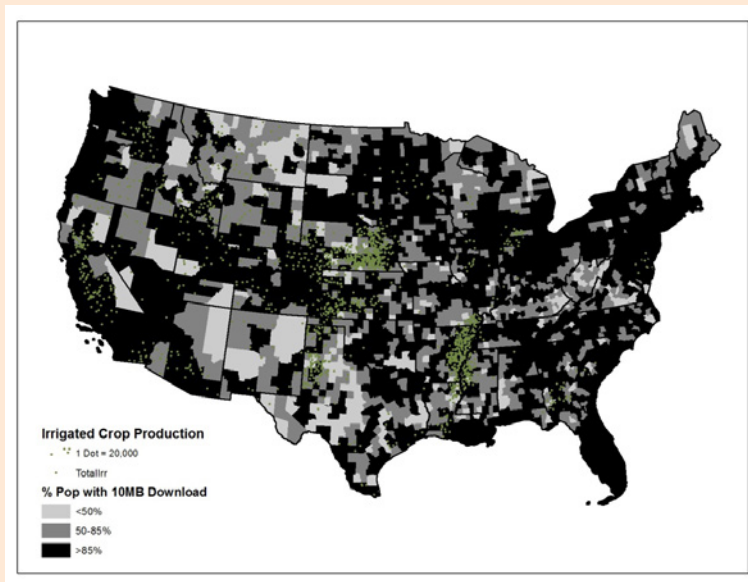 Irrigated Crop Production
1 Dot = 20,000
TotalIrr
% Pop with 10MB Download
<50%
50-85%
>85%